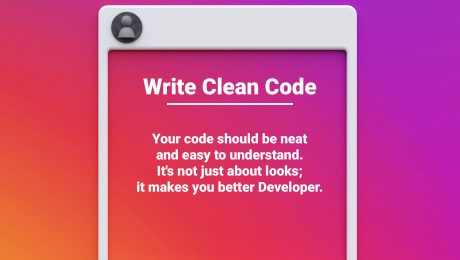 Write Clean Code
Your code should be neat
and easy to understand.
It's not just about looks;
it makes you better Developer.